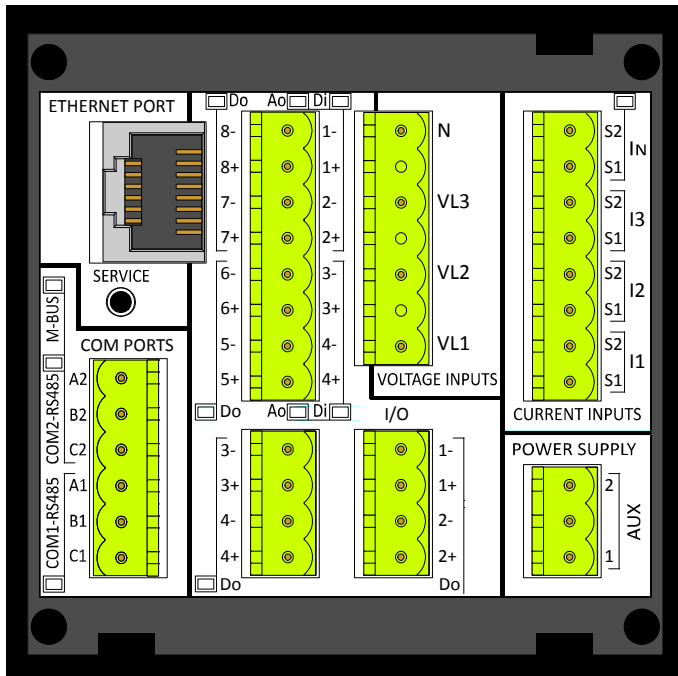 ETHERNET PORT
SERVICE
M-BUS
COM PORTS
COM2-RS485
A2
B2
C2
COM1-RS485
A1
B1
C1
Do Ao Di
8- 1-
8+ 1+
7- 2-
7+ 2+
6- 3-
6+ 3+
5- 4-
5+ 4+
Do Ao Di
N
VL3
VL2
VL1
VOLTAGE INPUTS
I/O
3-
3+
4-
4+
Do
1-
1+
2-
2+
Do
S2
S1
IN
S2
S1
I3
S2
S1
I2
S2
S1
I1
CURRENT INPUTS
POWER SUPPLY
2
AUX
1